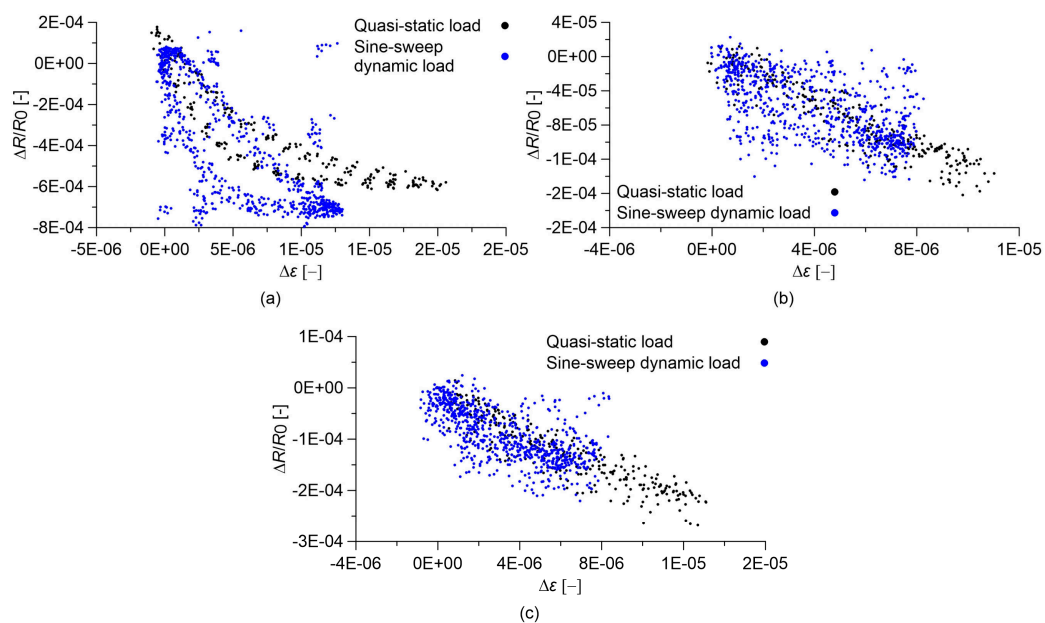 2E-04
0E+00
-2E-04
-4E-04
-6E-04
-8E-04
ΔR/R0 [-]
Quasi-static load
Sine-sweep
dynamic load
-5E-06 0E+00 5E-06 1E-05 1E-05 2E-05 2E-05
Δε [–]
(a)
4E-05
0E+00
-4E-05
-8E-05
-1E-04
-2E-04
-2E-04
ΔR/R0 [-]
Quasi-static load
Sine-sweep dynamic load
-4E-06 0E+00 4E-06 8E-06 1E-05
Δε [–]
(b)
1E-04
0E+00
-1E-04
-2E-04
-3E-04
ΔR/R0 [-]
Quasi-static load
Sine-sweep dynamic load
-4E-06 0E+00 4E-06 8E-06 1E-05 2E-05
Δε [–]
(c)